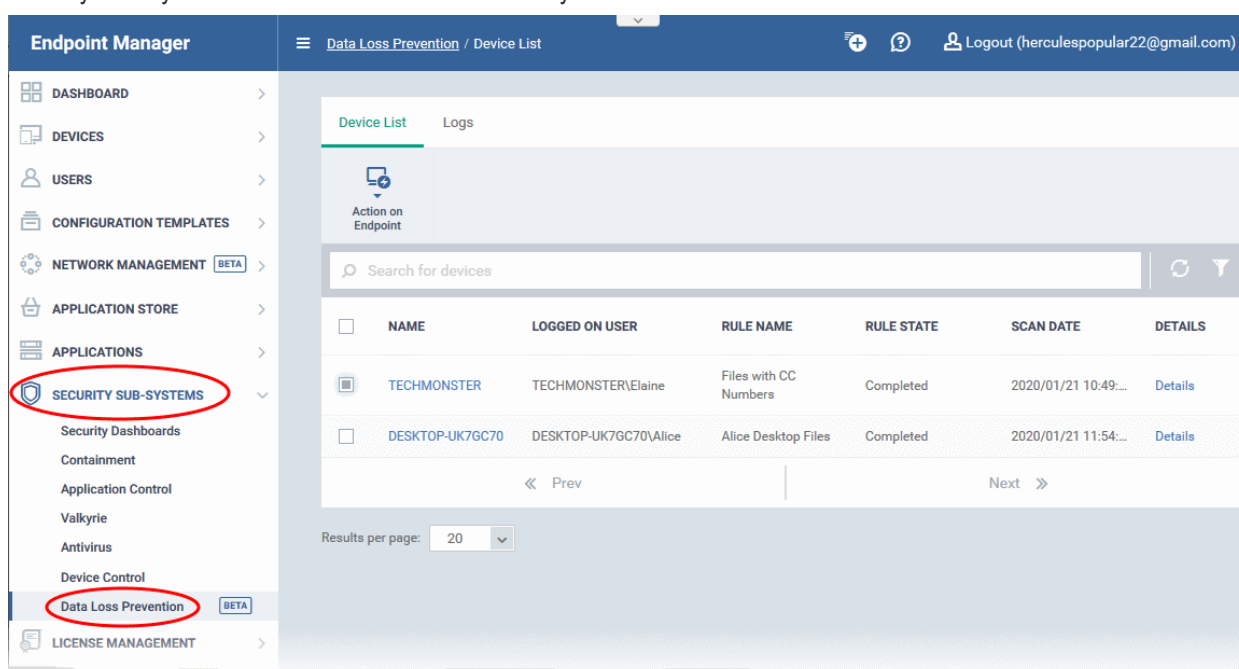 Endpoint Manager
Data Loss Prevention / Device List
Logout (herculespopular22@gmail.com)
DASHBOARD
DEVICES
USERS
CONFIGURATION TEMPLATES
NETWORK MANAGEMENT BETA
APPLICATION STORE
APPLICATIONS
SECURITY SUB-SYSTEMS
Security Dashboards
Containment
Application Control
Valkyrie
Antivirus
Device Control
Data Loss Prevention BETA
LICENSE MANAGEMENT
Device List Logs
Action on
Endpoint
Search for devices
NAME LOGGED ON USER RULE NAME RULE STATE SCAN DATE DETAILS
TECHMONSTER TECHMONSTER\Elaine Files with CC Numbers Completed 2020/01/21 10:49:... Details
DESKTOP-UK7GC70 DESKTOP-UK7GC70\Alice Alice Desktop Files Completed 2020/01/21 11:54:... Details
« Prev Next »
Results per page: 20